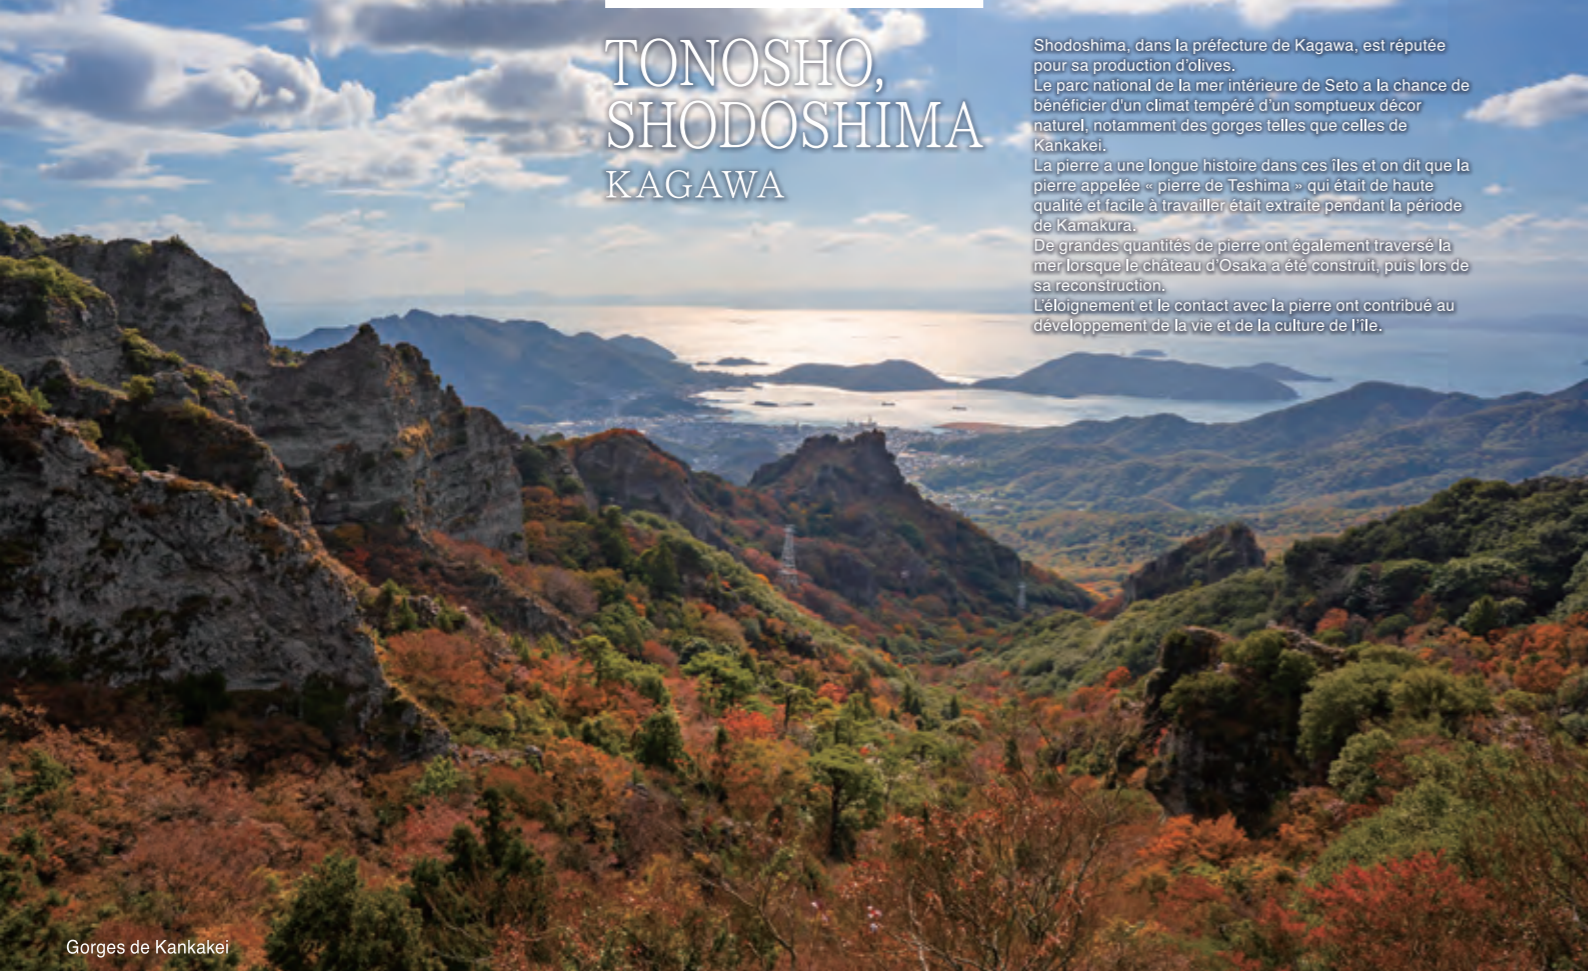 TONOSHO,
SHODOSHIMA
KAGAWA
Shodoshima, dans la préfecture de Kagawa, est réputée
pour sa production d'olives.
Le parc national de la mer intérieure de Seto a la chance de
bénéficier d'un climat tempéré d'un somptueux décor
naturel, notamment des gorges telles que celles de
Kankakei.
La pierre a une longue histoire dans ces îles et on dit que la
pierre appelée « pierre de Teshima » qui était de haute
qualité et facile à travailler était extraite pendant la période
de Kamakura.
De grandes quantités de pierre ont également traversé la
mer lorsque le château d'Osaka a été construit, puis lors de
sa reconstruction.
L'éloignement et le contact avec la pierre ont contribué au
développement de la vie et de la culture de l'île.
Gorges de Kankakei